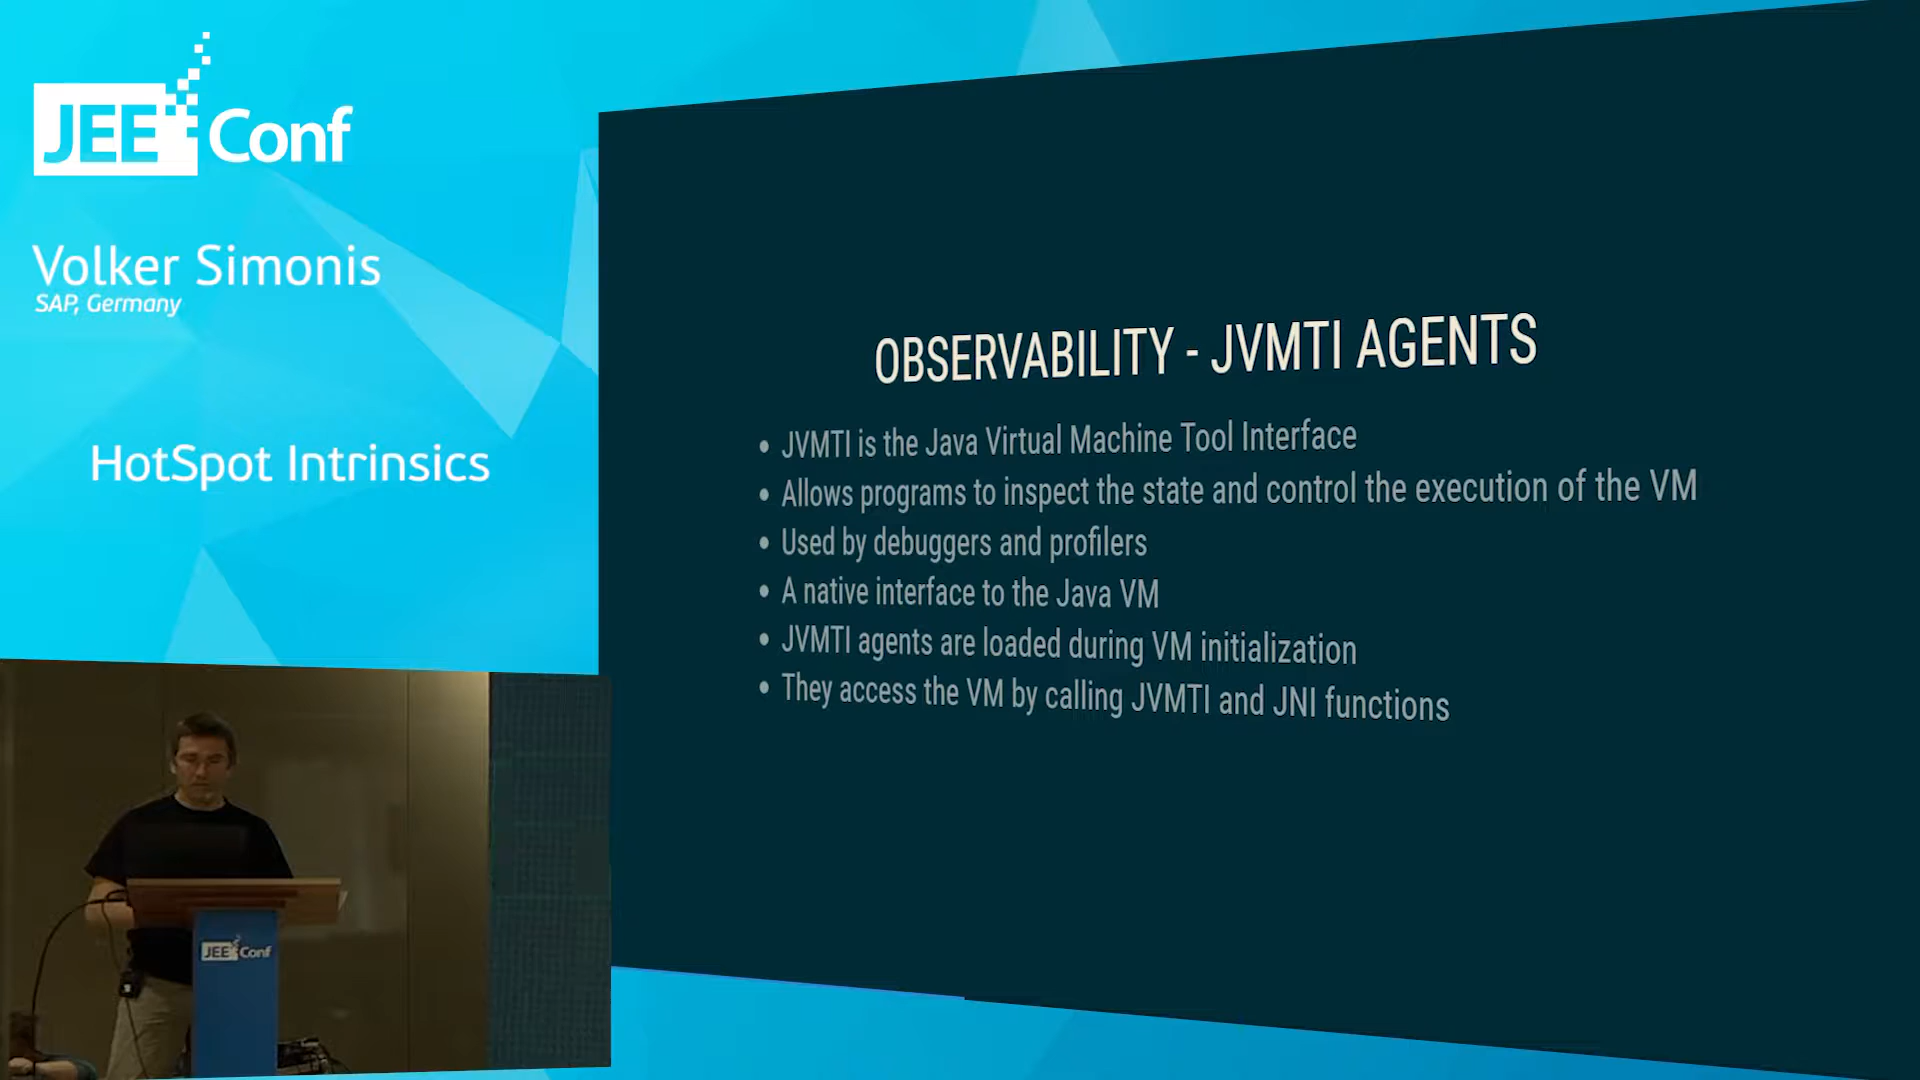 JEE Conf
Volker Simonis
SAP, Germany
HotSpot Intrinsics
OBSERVABILITY - JVMTI AGENTS
• JVMTI is the Java Virtual Machine Tool Interface
• Allows programs to inspect the state and control the execution of the VM
• Used by debuggers and profilers
• A native interface to the Java VM
• JVMTI agents are loaded during VM initialization
• They access the VM by calling JVMTI and JNI functions
JEE Conf